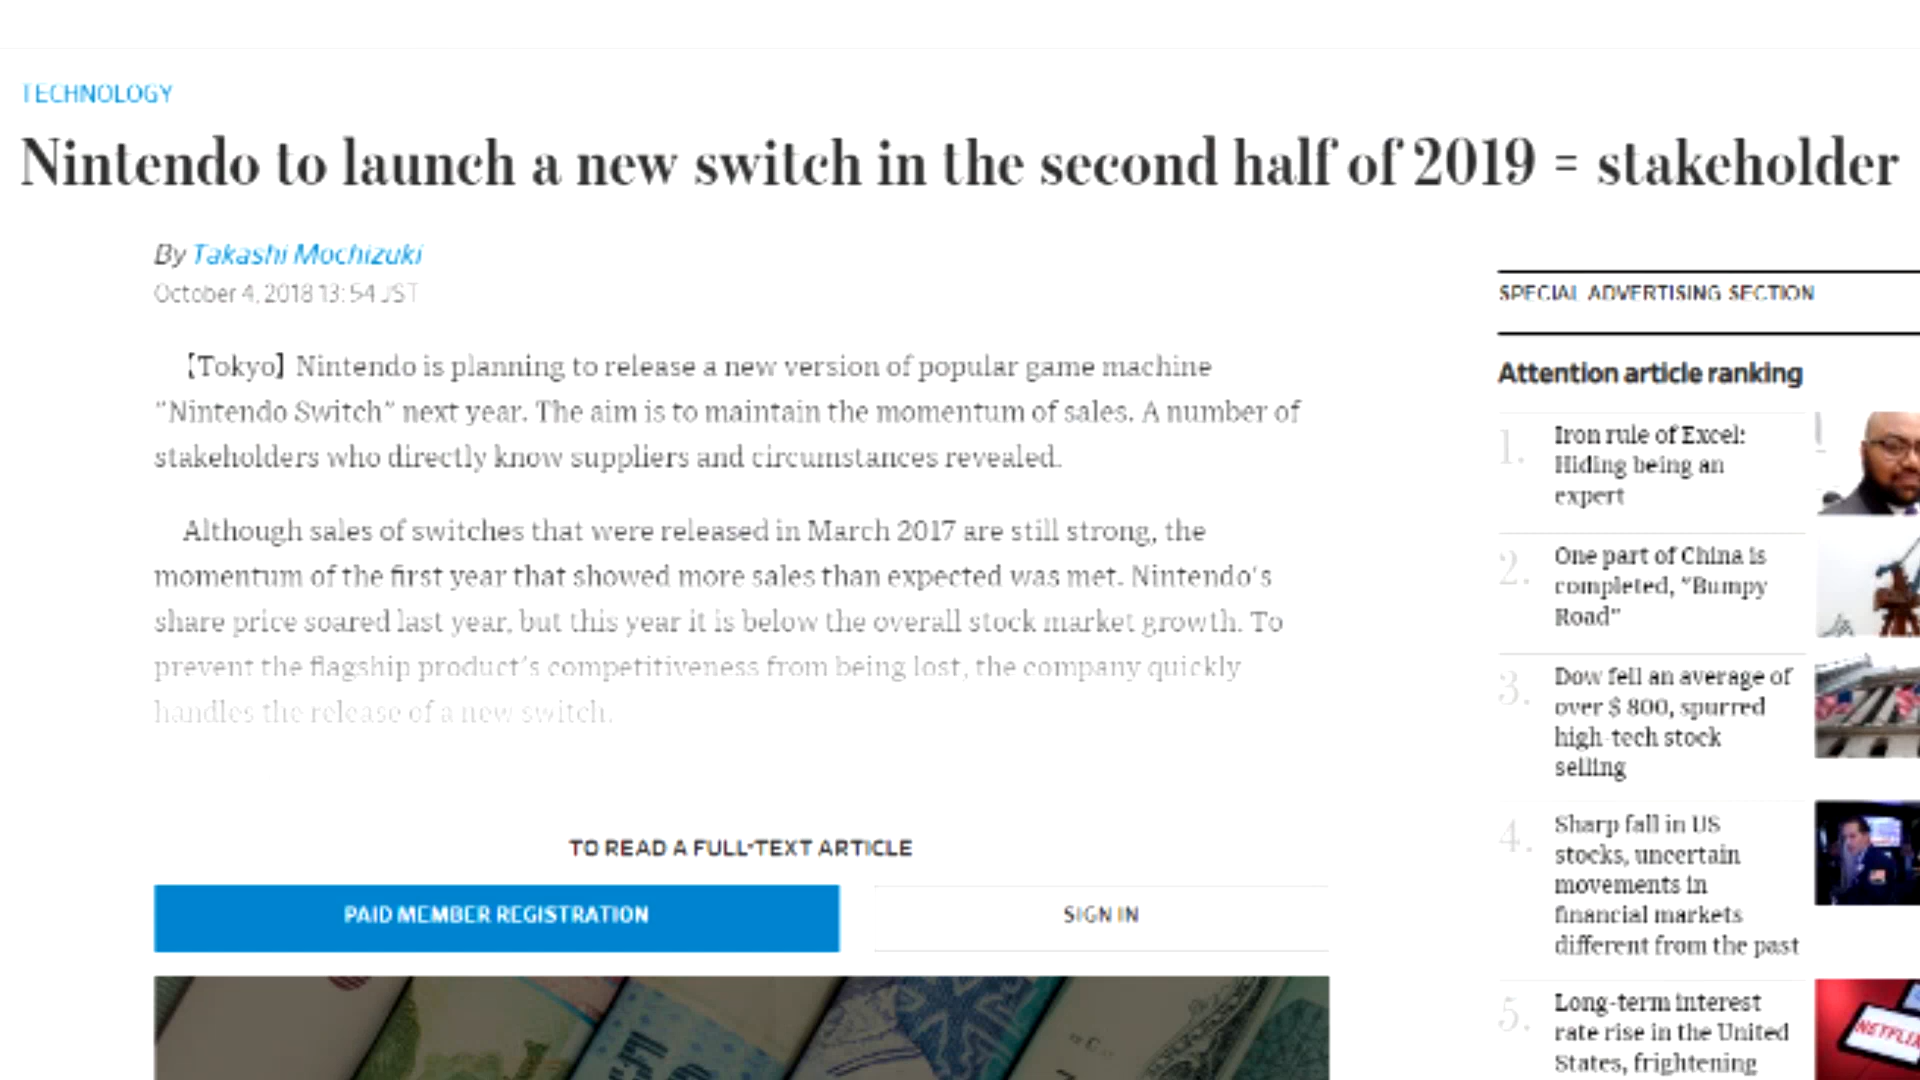 TECHNOLOGY
Nintendo to launch a new switch in the second half of 2019 = stakeholder
By Takashi Mochizuki
October 4, 2018 13:54 JST
【Tokyo】 Nintendo is planning to release a new version of popular game machine
"Nintendo Switch" next year. The aim is to maintain the momentum of sales. A number of
stakeholders who directly know suppliers and circumstances revealed.
Although sales of switches that were released in March 2017 are still strong, the
momentum of the first year that showed more sales than expected was met. Nintendo's
share price soared last year, but this year it is below the overall stock market growth. To
prevent the flagship product's competitiveness from being lost, the company quickly
handles the release of a new switch.
TO READ A FULL-TEXT ARTICLE
PAID MEMBER REGISTRATION
SIGN IN
SPECIAL ADVERTISING SECTION
Attention article ranking
1. Iron rule of Excel:
Hiding being an
expert
2. One part of China is
completed, "Bumpy
Road"
3. Dow fell an average of
over $ 800, spurred
high-tech stock
selling
4. Sharp fall in US
stocks, uncertain
movements in
financial markets
different from the past
5. Long-term interest
rate rise in the United
States, frightening
NETFLIX